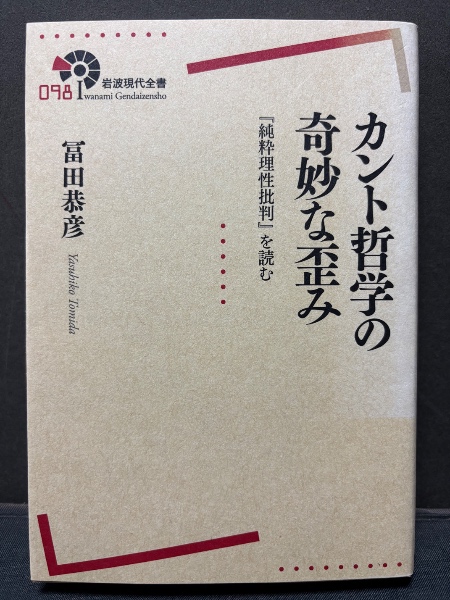 カント哲学の
奇妙な歪み
『純粋理性批判』を読む
098
岩波現代全書
Iwanami Gendaizensho
冨田恭彦
Yasuhiko Tomida